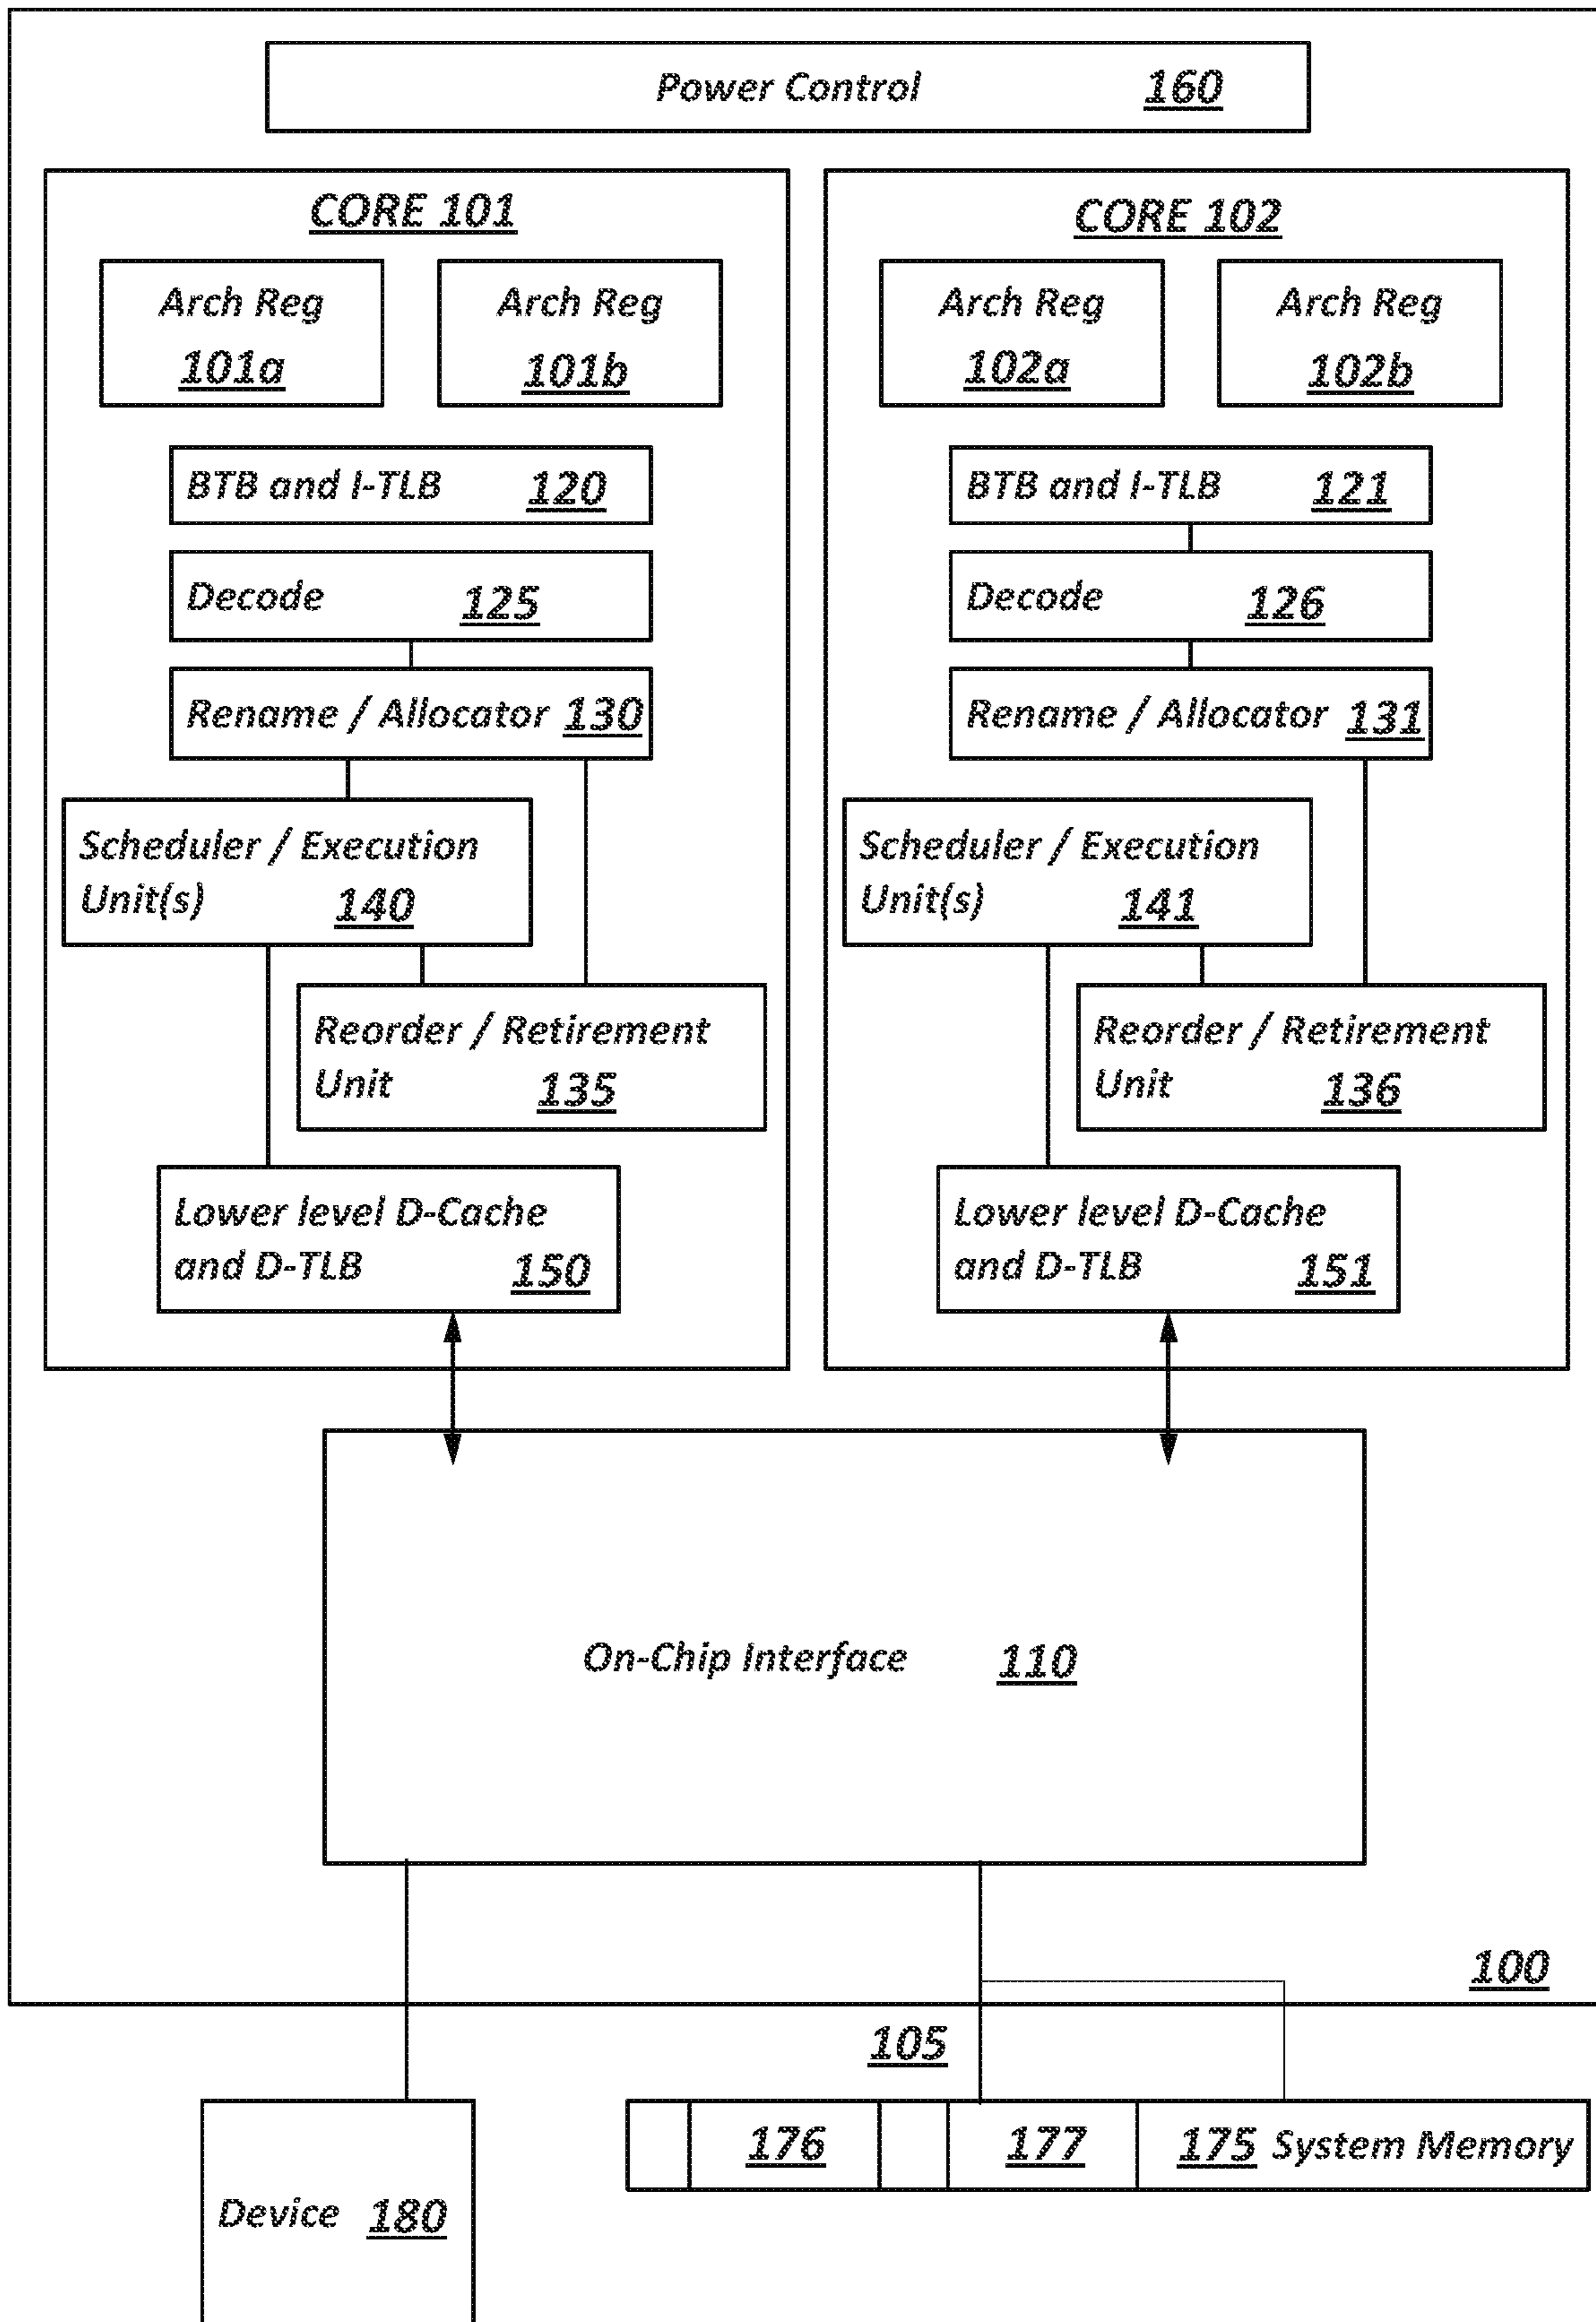 Power Control 160
CORE 101
Arch Reg
101a
Arch Reg
101b
BTB and I-TLB 120
Decode 125
Rename / Allocator 130
Scheduler / Execution
Unit(s) 140
Reorder / Retirement
Unit 135
Lower level D-Cache
and D-TLB 150
CORE 102
Arch Reg
102a
Arch Reg
102b
BTB and I-TLB 121
Decode 126
Rename / Allocator 131
Scheduler / Execution
Unit(s) 141
Reorder / Retirement
Unit 136
Lower level D-Cache
and D-TLB 151
On-Chip Interface 110
100
105
176 177 175 System Memory
Device 180